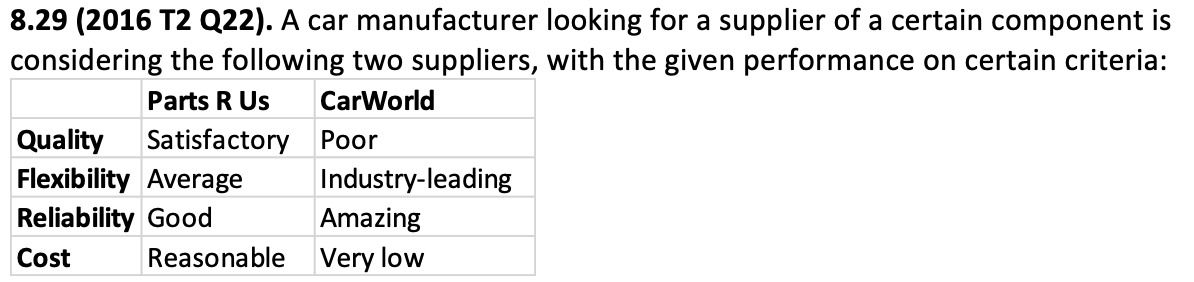 8.29 (2016 T2 Q22). A car manufacturer looking for a supplier of a certain component is
considering the following two suppliers, with the given performance on certain criteria:
Parts R Us CarWorld
Quality Satisfactory Poor
Flexibility Average Industry-leading
Reliability Good Amazing
Cost Reasonable Very low